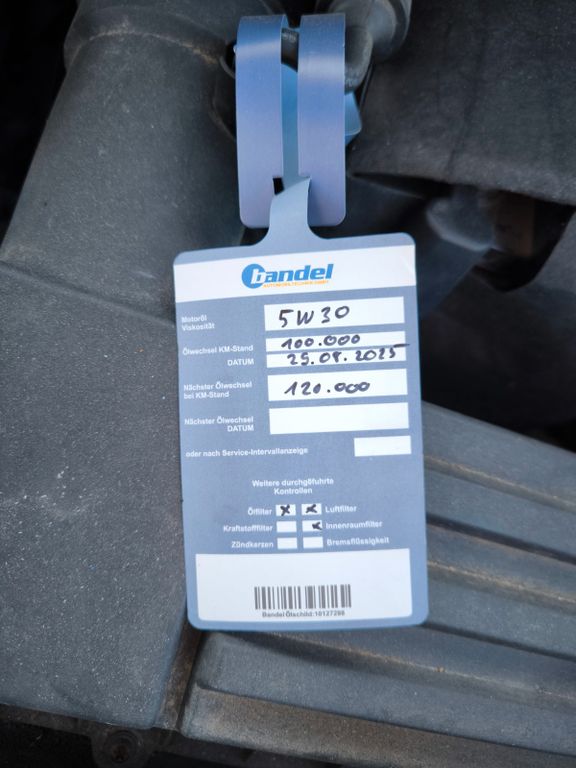 bandel
AUTOMOBILTECHNIK GMBH
Motoröl
Viskosität
5W30
Ölwechsel KM-Stand
100.000
DATUM
29.08.2025
Nächster Ölwechsel
bei KM-Stand
120.000
Nächster Ölwechsel
DATUM
oder nach Service-Intervallanzeige
Weitere durchgeführte
Kontrollen
Ölfilter x x Luftfilter
Kraftstofffilter x Innenraumfilter
Zündkerzen Bremsflüssigkeit
Bandel Ölschild:10127286